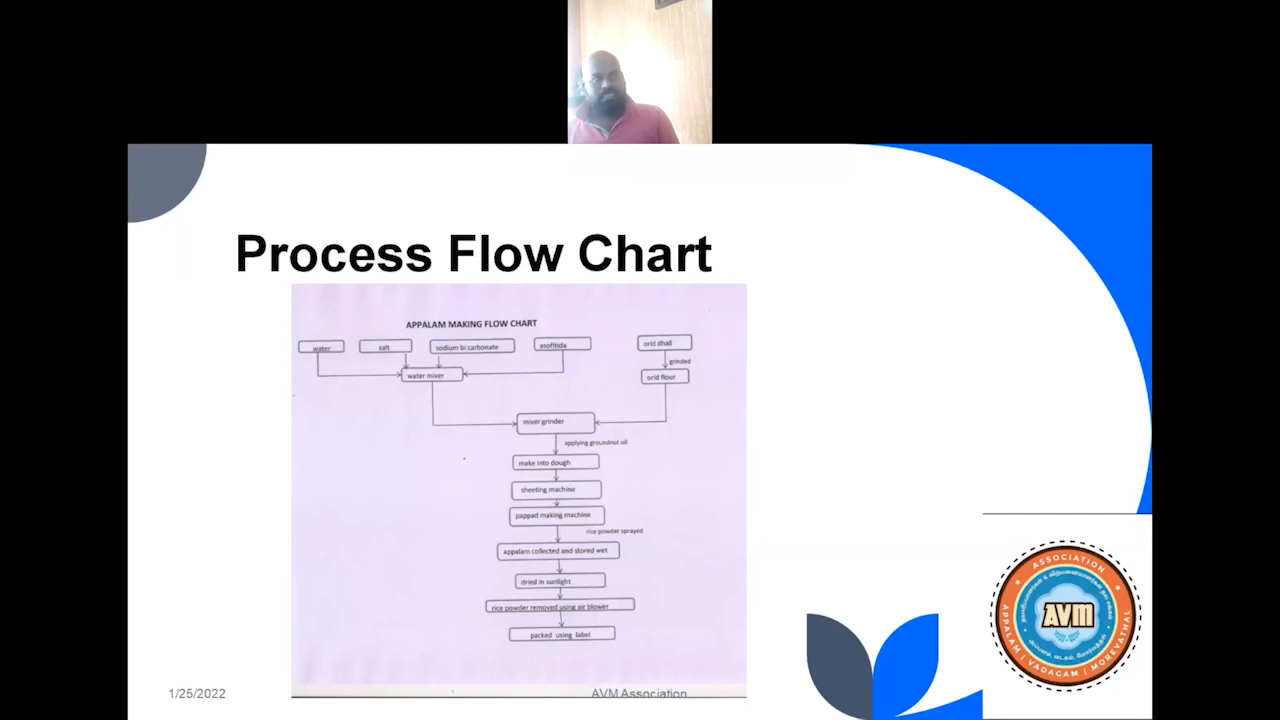 Process Flow Chart
APPALAM MAKING FLOW CHART
water
salt
sodium bi carbonate
asofitida
orid dhall
grinded
water mixer
orid flour
mixer grinder
applying groundnut oil
make into dough
sheeting machine
pappad making machine
rice powder sprayed
appalam collected and stored wet
dried in sunlight
rice powder removed using air blower
packed using label
1/25/2022
AVM Association
ASSOCIATION
AVM
APPALAM | VADAGAM | MOREVATHAL